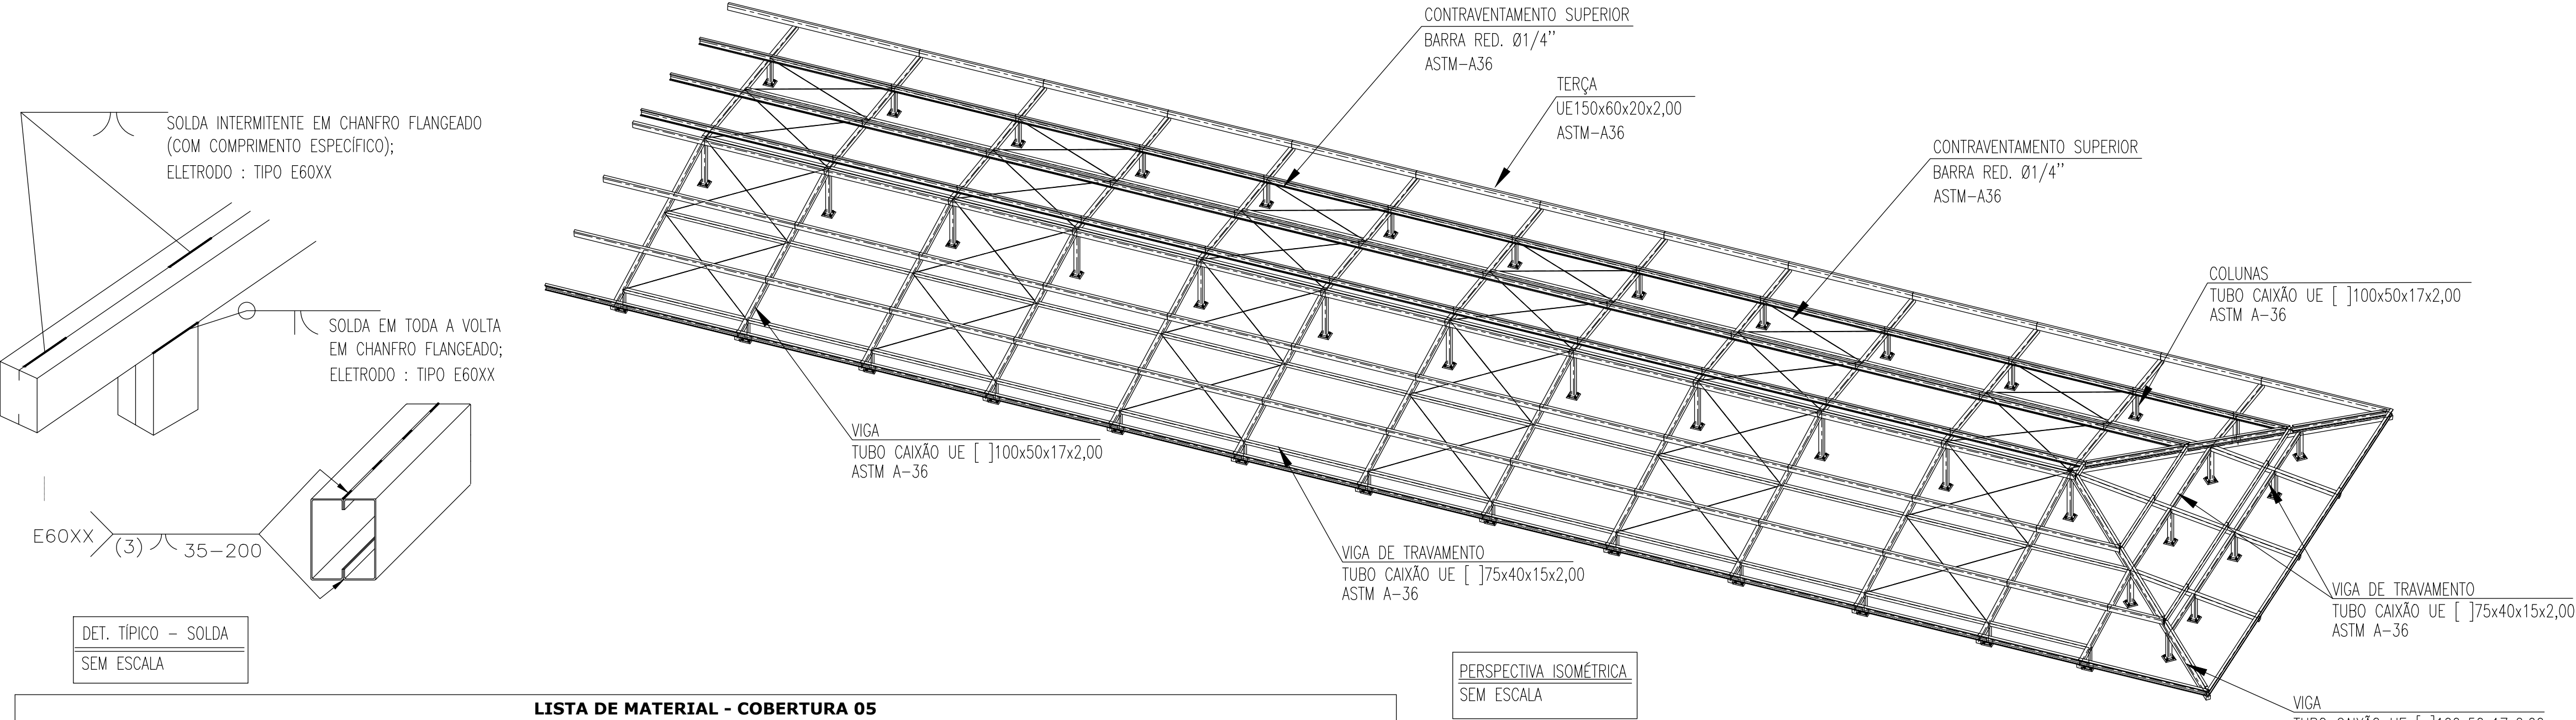 SOLDA INTERMITENTE EM CHANFRO FLANGEADO
(COM COMPRIMENTO ESPECÍFICO);
ELETRODO : TIPO E60XX
SOLDA EM TODA A VOLTA
EM CHANFRO FLANGEADO;
ELETRODO : TIPO E60XX
E60XX
(3)
35-200
DET. TÍPICO - SOLDA
SEM ESCALA
CONTRAVENTAMENTO SUPERIOR
BARRA RED. Ø1/4''
ASTM-A36
TERÇA
UE150x60x20x2,00
ASTM-A36
CONTRAVENTAMENTO SUPERIOR
BARRA RED. Ø1/4''
ASTM-A36
COLUNAS
TUBO CAIXÃO UE [ ]100x50x17x2,00
ASTM A-36
VIGA
TUBO CAIXÃO UE [ ]100x50x17x2,00
ASTM A-36
VIGA DE TRAVAMENTO
TUBO CAIXÃO UE [ ]75x40x15x2,00
ASTM A-36
VIGA DE TRAVAMENTO
TUBO CAIXÃO UE [ ]75x40x15x2,00
ASTM A-36
PERSPECTIVA ISOMÉTRICA
SEM ESCALA
VIGA
LISTA DE MATERIAL - COBERTURA 05